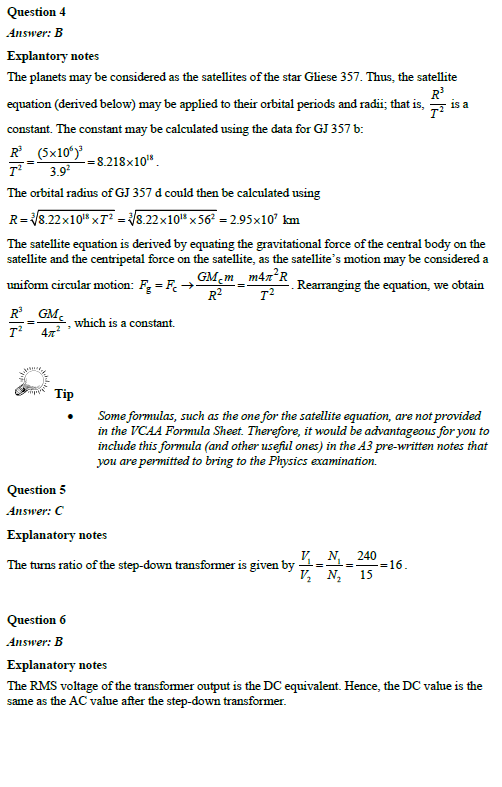 Question 4
Answer: B
Explantory notes
The planets may be considered as the satellites of the star Gliese 357. Thus, the satellite
equation (derived below) may be applied to their orbital periods and radii; that is, R³/T² is a
constant. The constant may be calculated using the data for GJ 357 b:
R³/T² = (5×10⁶)³/3.9² = 8.218×10¹⁸.
The orbital radius of GJ 357 d could then be calculated using
R = ∛8.22×10¹⁸×T² = ∛8.22×10¹⁸×56² = 2.95×10⁷ km
The satellite equation is derived by equating the gravitational force of the central body on the
satellite and the centripetal force on the satellite, as the satellite's motion may be considered a
uniform circular motion: F_g = F_c → GM_cm/R² = m4π²R/T². Rearranging the equation, we obtain
R³/T² = GM_c/4π², which is a constant.
Tip
• Some formulas, such as the one for the satellite equation, are not provided
in the VCAA Formula Sheet. Therefore, it would be advantageous for you to
include this formula (and other useful ones) in the A3 pre-written notes that
you are permitted to bring to the Physics examination.
Question 5
Answer: C
Explanatory notes
The turns ratio of the step-down transformer is given by V₁/V₂ = N₁/N₂ = 240/15 = 16.
Question 6
Answer: B
Explanatory notes
The RMS voltage of the transformer output is the DC equivalent. Hence, the DC value is the
same as the AC value after the step-down transformer.